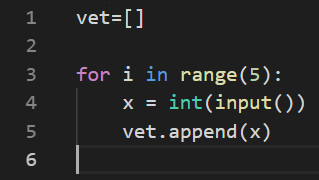 1 vet=[]
2
3 for i in range(5):
4     x = int(input())
5     vet.append(x)
6